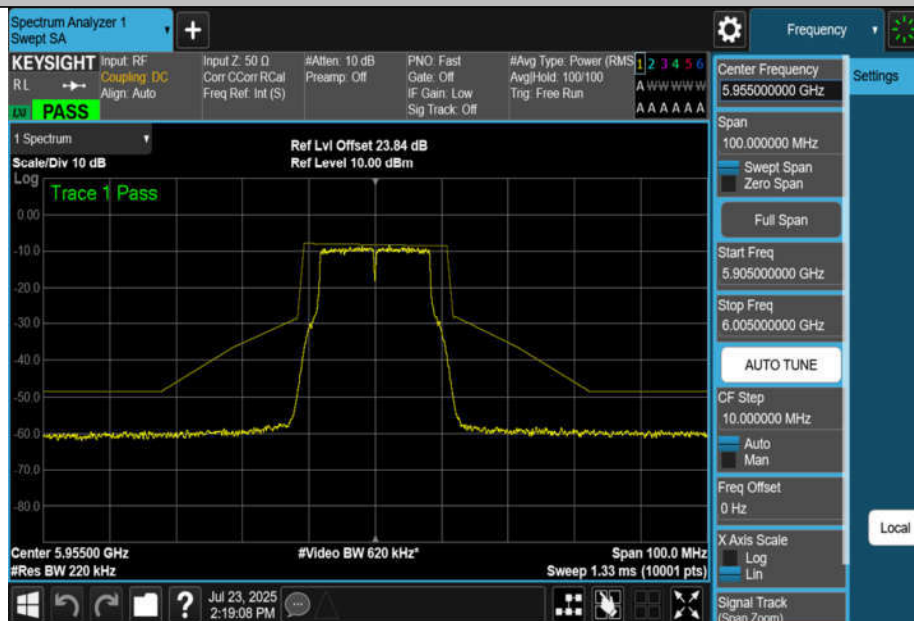 Spectrum Analyzer 1
Swept SA
Frequency
KEYSIGHT
RL
LXI
PASS
Input: RF
Coupling: DC
Align: Auto
Input Z: 50 Ω
Corr CCorr RCal
Freq Ref: Int (S)
#Atten: 10 dB
Preamp: Off
PNO: Fast
Gate: Off
IF Gain: Low
Sig Track: Off
#Avg Type: Power (RMS
Avg|Hold: 100/100
Trig: Free Run
1 2 3 4 5 6
A W W W W W
A A A A A A
1 Spectrum
Scale/Div 10 dB
Ref Lvl Offset 23.84 dB
Ref Level 10.00 dBm
Log
Trace 1 Pass
0.00
-10.0
-20.0
-30.0
-40.0
-50.0
-60.0
-70.0
-80.0
Center 5.95500 GHz
#Video BW 620 kHz*
Span 100.0 MHz
#Res BW 220 kHz
Sweep 1.33 ms (10001 pts)
?
Jul 23, 2025
2:19:08 PM
Center Frequency
5.955000000 GHz
Span
100.000000 MHz
Swept Span
Zero Span
Full Span
Start Freq
5.905000000 GHz
Stop Freq
6.005000000 GHz
AUTO TUNE
CF Step
10.000000 MHz
Auto
Man
Freq Offset
0 Hz
X Axis Scale
Log
Lin
Signal Track
(Span Zoom)
Settings
Local